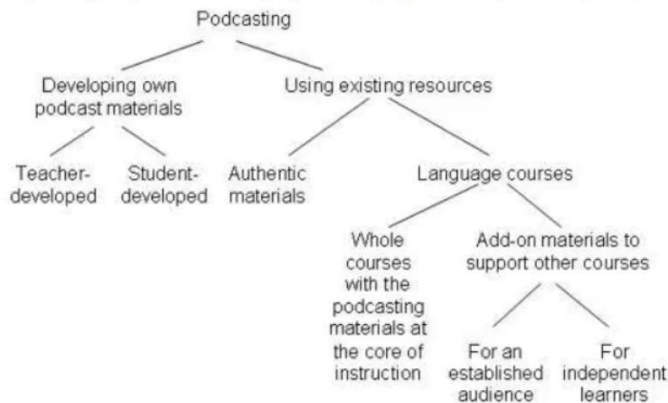 Podcasting
Developing own
podcast materials
Using existing resources
Teacher-
developed
Student-
developed
Authentic
materials
Language courses
Whole
courses
with the
podcasting
materials at
the core of
instruction
Add-on materials to
support other courses
For an
established
audience
For
independent
learners